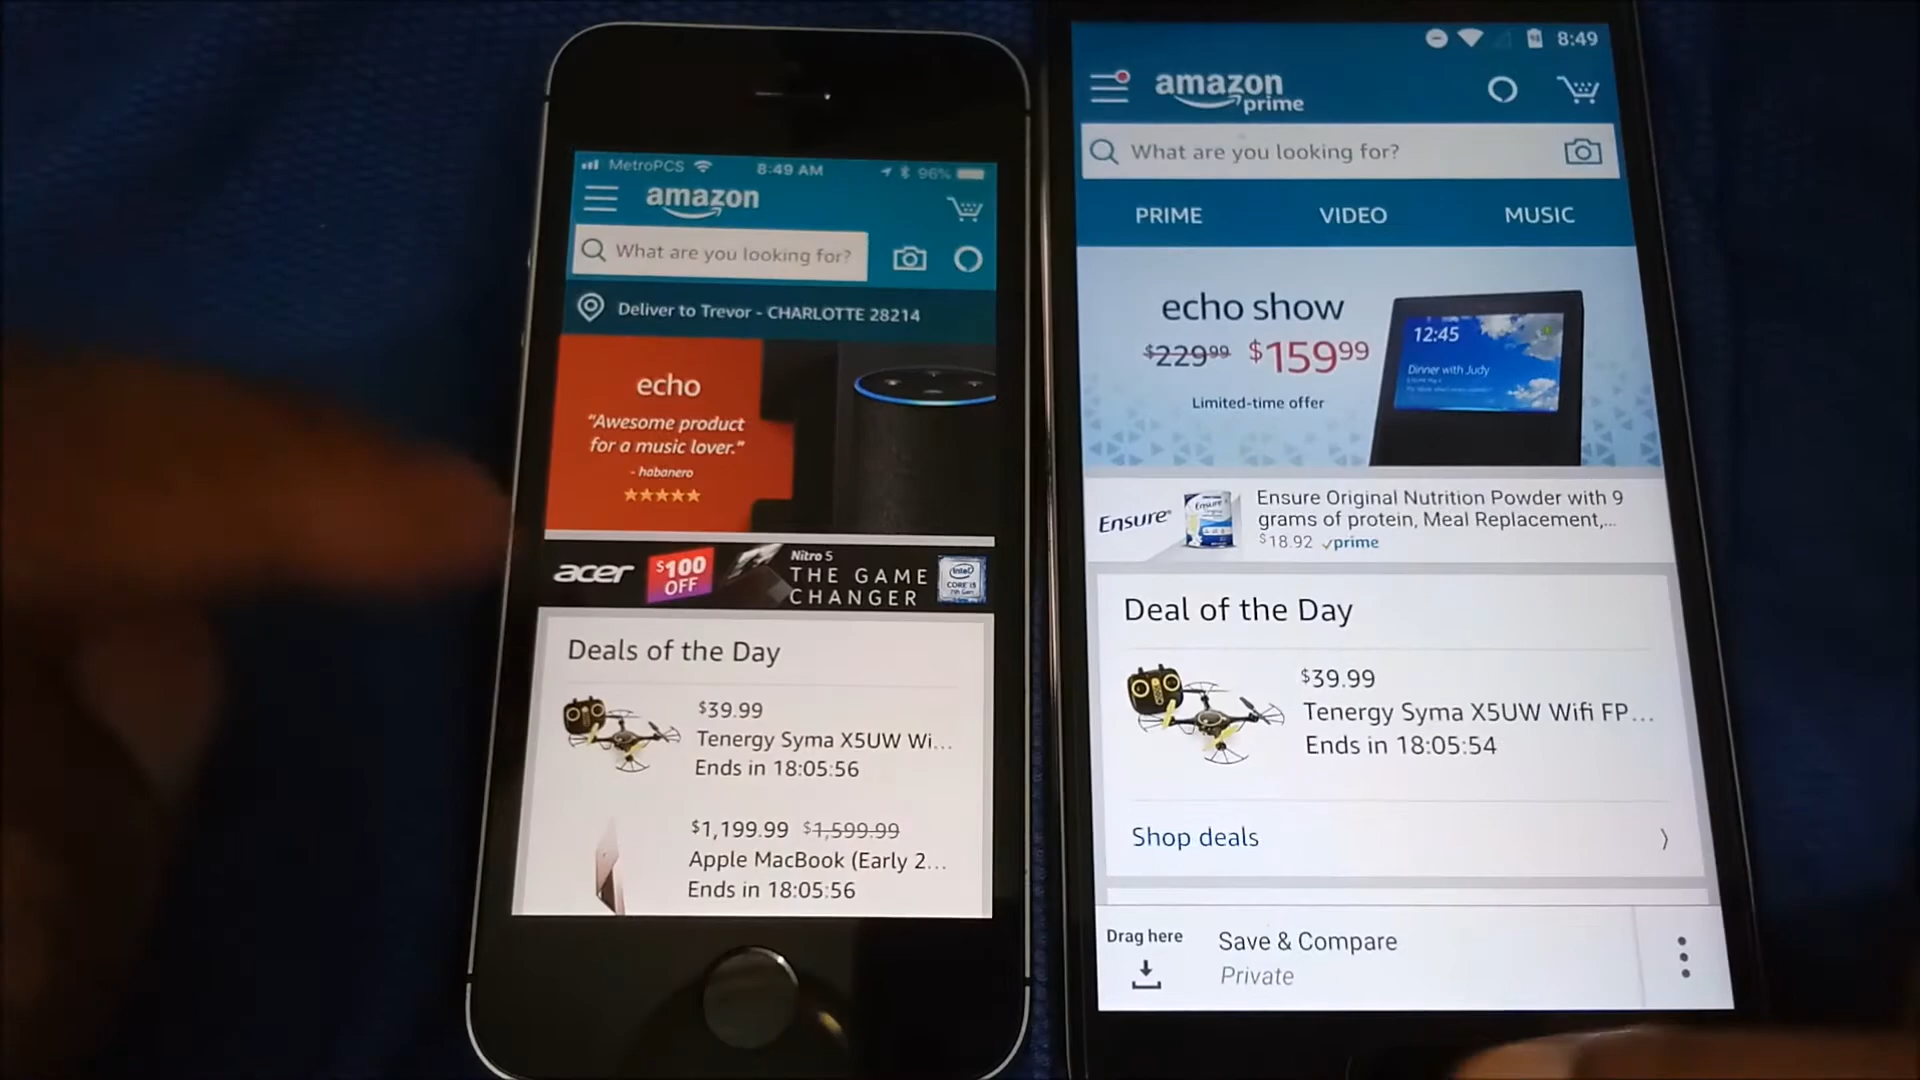 MetroPCS 8:49 AM 96%
amazon
What are you looking for?
Deliver to Trevor - CHARLOTTE 28214
echo
"Awesome product
for a music lover."
- habanero
acer $100 OFF Nitro 5
THE GAME
CHANGER
intel
CORE i5
7th Gen
Deals of the Day
$39.99
Tenergy Syma X5UW Wi...
Ends in 18:05:56
$1,199.99 $1,599.99
Apple MacBook (Early 2...
Ends in 18:05:56
8:49
amazon
prime
What are you looking for?
PRIME VIDEO MUSIC
echo show
$229.99 $159.99
Limited-time offer
12:45
Dinner with Judy
Ensure
Ensure
Ensure Original Nutrition Powder with 9
grams of protein, Meal Replacement,...
$18.92 prime
Deal of the Day
$39.99
Tenergy Syma X5UW Wifi FP...
Ends in 18:05:54
Shop deals
Drag here
Save & Compare
Private